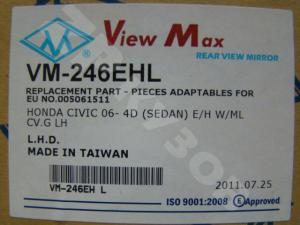 View Max
REAR VIEW MIRROR
VM-246EHL
REPLACEMENT PART - PIECES ADAPTABLES FOR
EU NO.005061511
HONDA CIVIC 06- 4D (SEDAN) E/H W/ML
CV.G LH
L.H.D.
MADE IN TAIWAN
VM-246EH L
2011.07.25
ISO 9001:2008 E Approved